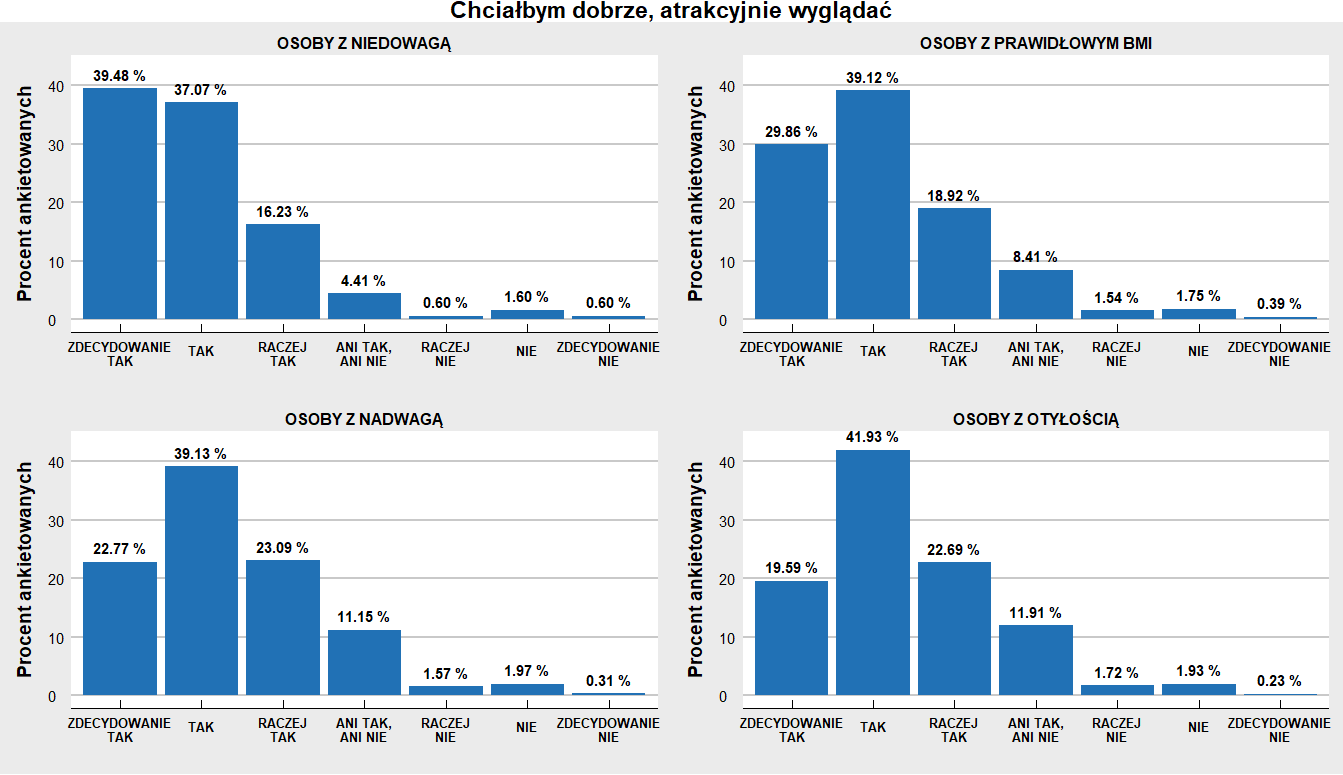 Chciałbym dobrze, atrakcyjnie wyglądać
OSOBY Z NIEDOWAGĄ
Procent ankietowanych
40
30
20
10
0
39.48 %
37.07 %
16.23 %
4.41 %
0.60 %
1.60 %
0.60 %
ZDECYDOWANIE
TAK
TAK
RACZEJ
TAK
ANI TAK,
ANI NIE
RACZEJ
NIE
NIE
ZDECYDOWANIE
NIE
OSOBY Z PRAWIDŁOWYM BMI
Procent ankietowanych
40
30
20
10
0
29.86 %
39.12 %
18.92 %
8.41 %
1.54 %
1.75 %
0.39 %
ZDECYDOWANIE
TAK
TAK
RACZEJ
TAK
ANI TAK,
ANI NIE
RACZEJ
NIE
NIE
ZDECYDOWANIE
NIE
OSOBY Z NADWAGĄ
Procent ankietowanych
40
30
20
10
0
22.77 %
39.13 %
23.09 %
11.15 %
1.57 %
1.97 %
0.31 %
ZDECYDOWANIE
TAK
TAK
RACZEJ
TAK
ANI TAK,
ANI NIE
RACZEJ
NIE
NIE
ZDECYDOWANIE
NIE
OSOBY Z OTYŁOŚCIĄ
Procent ankietowanych
40
30
20
10
0
19.59 %
41.93 %
22.69 %
11.91 %
1.72 %
1.93 %
0.23 %
ZDECYDOWANIE
TAK
TAK
RACZEJ
TAK
ANI TAK,
ANI NIE
RACZEJ
NIE
NIE
ZDECYDOWANIE
NIE